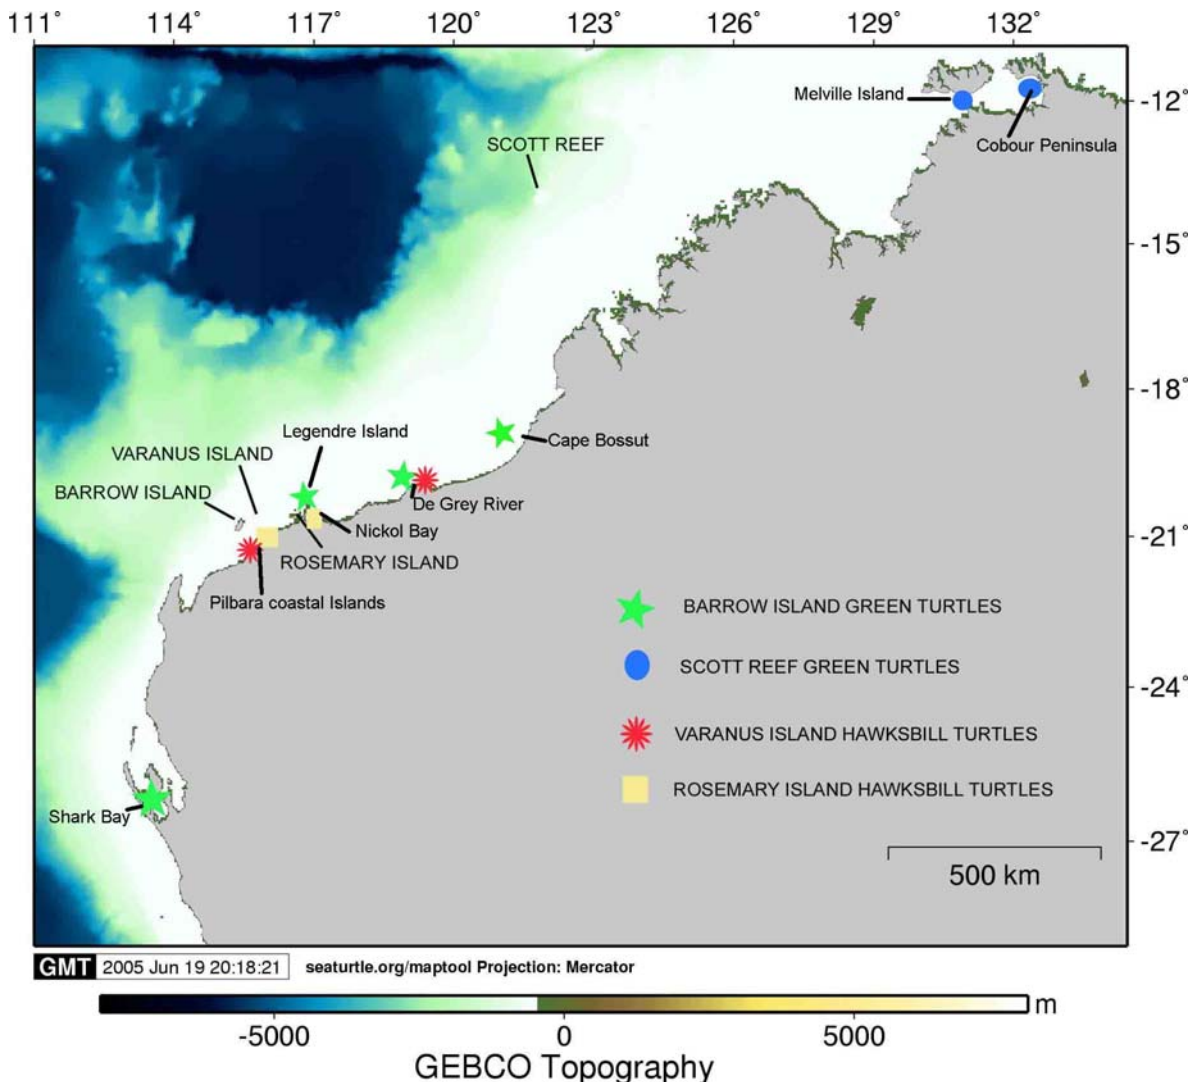 111° 114° 117° 120° 123° 126° 129° 132°
Melville Island
-12°
Cobour Peninsula
SCOTT REEF
-15°
-18°
Legendre Island
Cape Bossut
VARANUS ISLAND
BARROW ISLAND
De Grey River
Nickol Bay
-21°
ROSEMARY ISLAND
Pilbara coastal Islands
BARROW ISLAND GREEN TURTLES
SCOTT REEF GREEN TURTLES
-24°
VARANUS ISLAND HAWKSBILL TURTLES
ROSEMARY ISLAND HAWKSBILL TURTLES
Shark Bay
-27°
500 km
GMT 2005 Jun 19 20:18:21 seaturtle.org/maptool Projection: Mercator
m
-5000 0 5000
GEBCO Topography